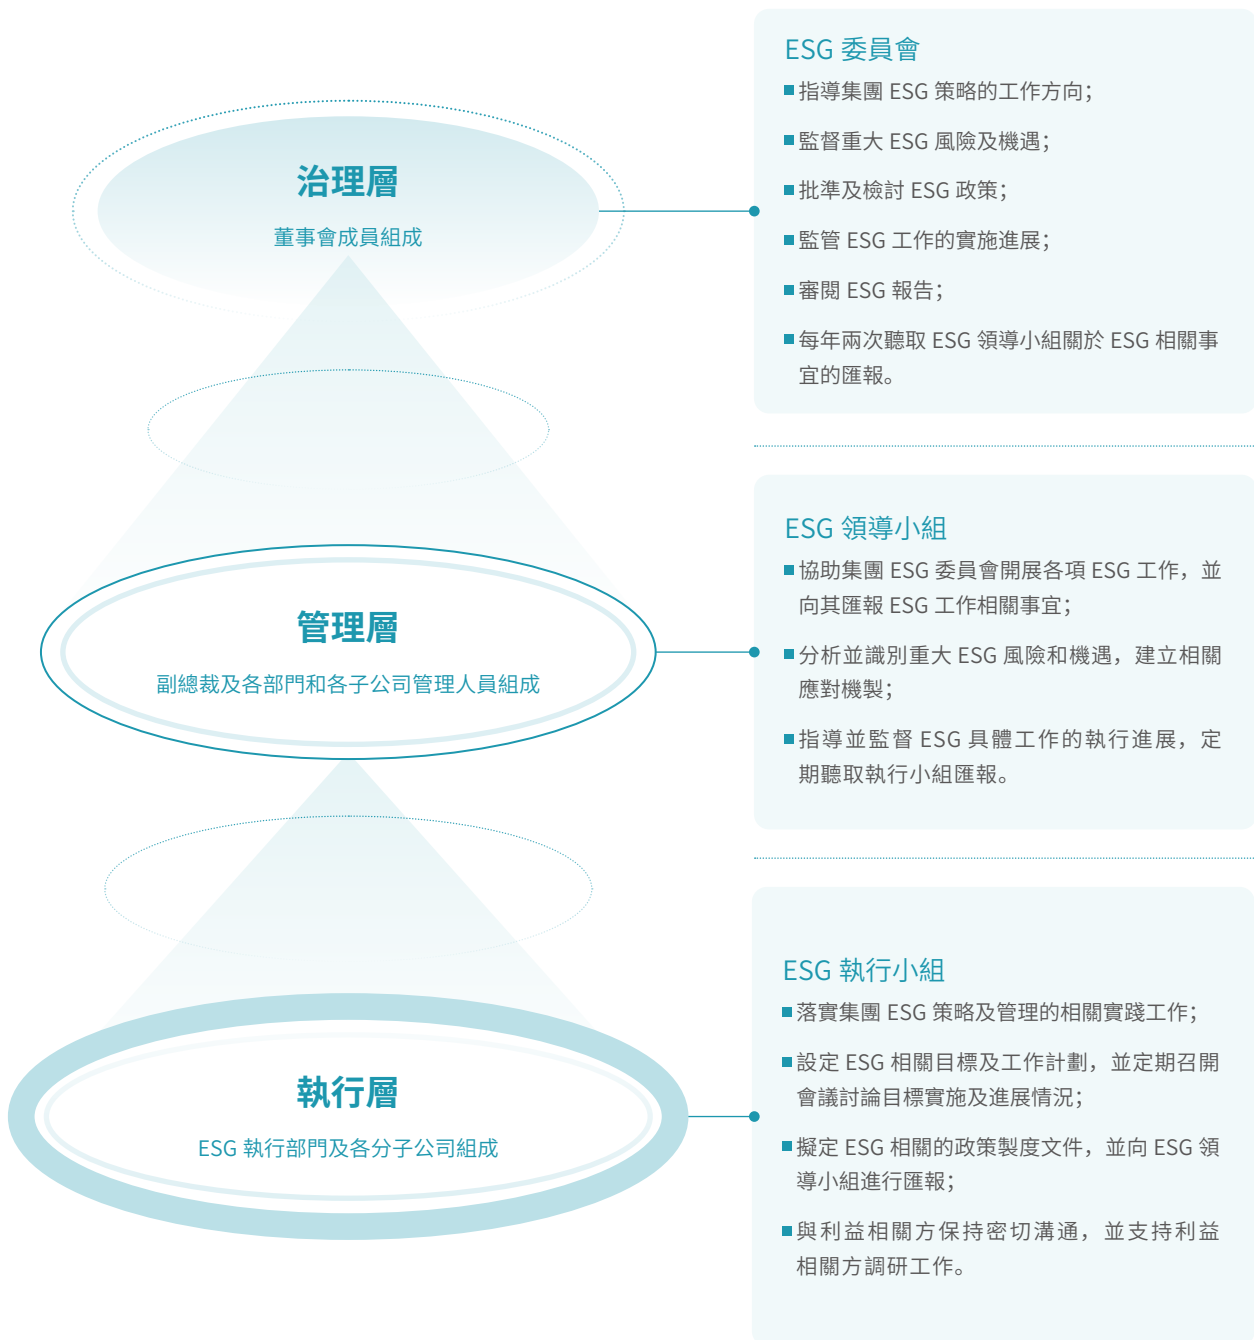 治理層
董事會成員組成
ESG 委員會
指導集團 ESG 策略的工作方向；
監督重大 ESG 風險及機遇；
批準及檢討 ESG 政策；
監管 ESG 工作的實施進展；
審閱 ESG 報告；
每年兩次聽取 ESG 領導小組關於 ESG 相關事
宜的匯報。
管理層
副總裁及各部門和各子公司管理人員組成
ESG 領導小組
協助集團 ESG 委員會開展各項 ESG 工作，並
向其匯報 ESG 工作相關事宜；
分析並識別重大 ESG 風險和機遇，建立相關
應對機製；
指導並監督 ESG 具體工作的執行進展，定
期聽取執行小組匯報。
執行層
ESG 執行部門及各分子公司組成
ESG 執行小組
落實集團 ESG 策略及管理的相關實踐工作；
設定 ESG 相關目標及工作計劃，並定期召開
會議討論目標實施及進展情況；
擬定 ESG 相關的政策製度文件，並向 ESG 領
導小組進行匯報；
與利益相關方保持密切溝通，並支持利益
相關方調研工作。